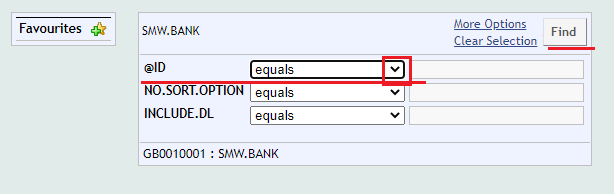 Favourites
SMW.BANK
More Options
Clear Selection
Find
@ID equals
NO.SORT.OPTION equals
INCLUDE.DL equals
GB0010001 : SMW.BANK